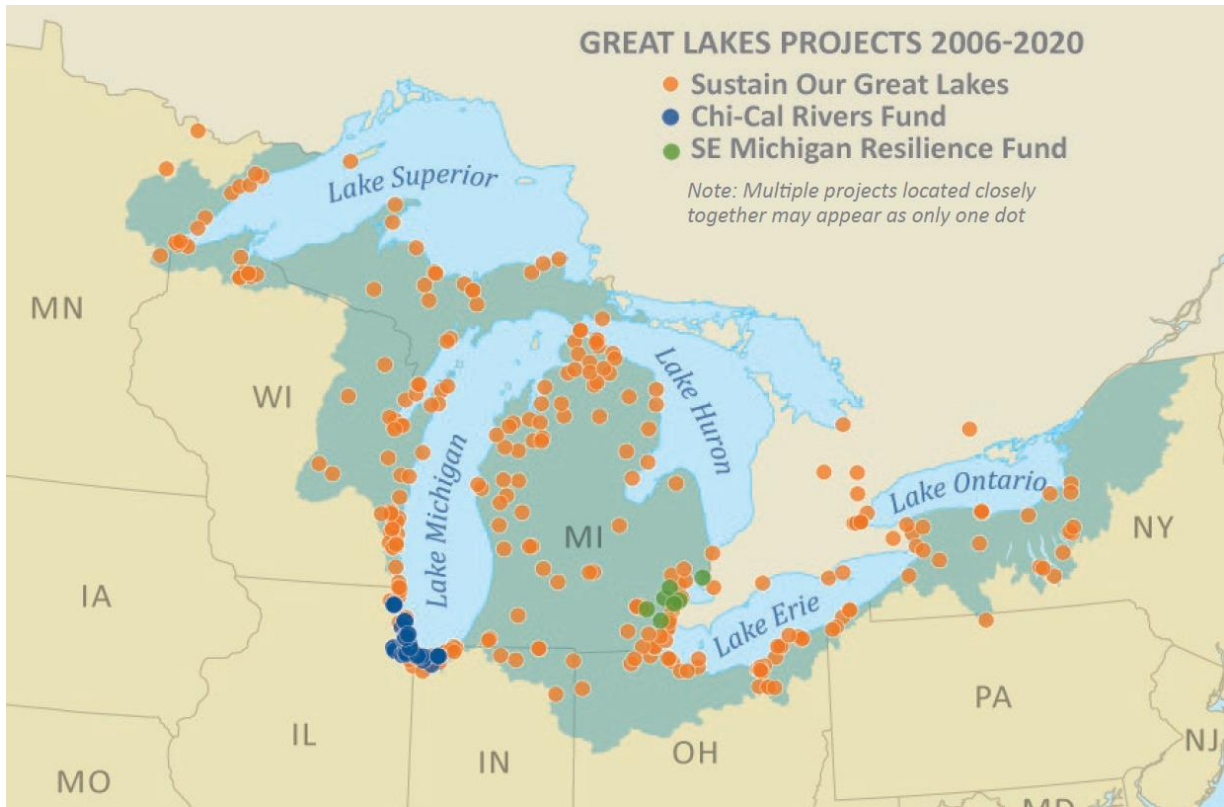 GREAT LAKES PROJECTS 2006-2020
Sustain Our Great Lakes
Chi-Cal Rivers Fund
SE Michigan Resilience Fund
Note: Multiple projects located closely
together may appear as only one dot
Lake Superior
MN
WI
Lake Michigan
Lake Huron
MI
Lake Ontario
NY
IA
Lake Erie
IL
IN
OH
PA
NJ
MO
MD